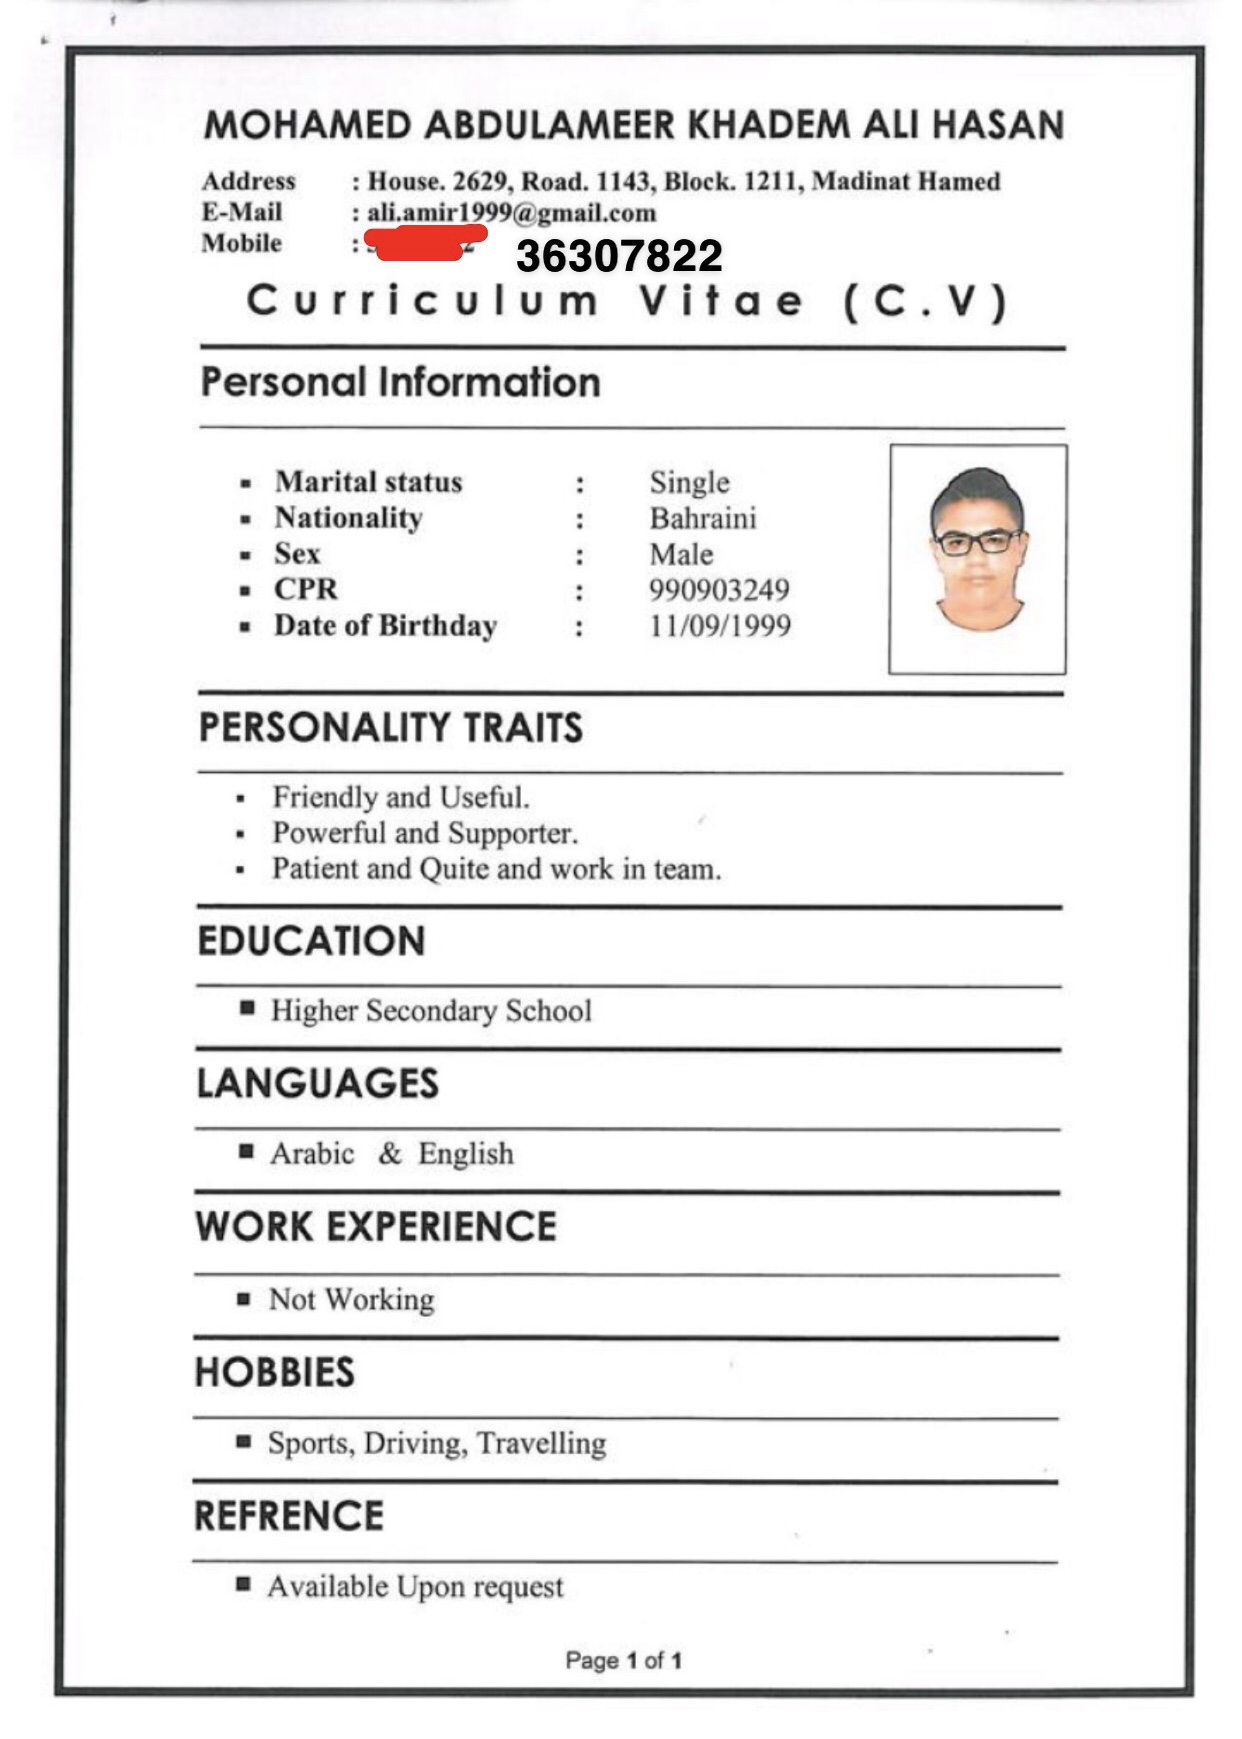 MOHAMED ABDULAMEER KHADEM ALI HASAN
Address : House. 2629, Road. 1143, Block. 1211, Madinat Hamed
E-Mail : ali.amir1999@gmail.com
Mobile : 36307822
Curriculum Vitae (C.V)
Personal Information
▪ Marital status : Single
▪ Nationality : Bahraini
▪ Sex : Male
▪ CPR : 990903249
▪ Date of Birthday : 11/09/1999
PERSONALITY TRAITS
▪ Friendly and Useful.
▪ Powerful and Supporter.
▪ Patient and Quite and work in team.
EDUCATION
▪ Higher Secondary School
LANGUAGES
▪ Arabic & English
WORK EXPERIENCE
▪ Not Working
HOBBIES
▪ Sports, Driving, Travelling
REFRENCE
▪ Available Upon request
Page 1 of 1